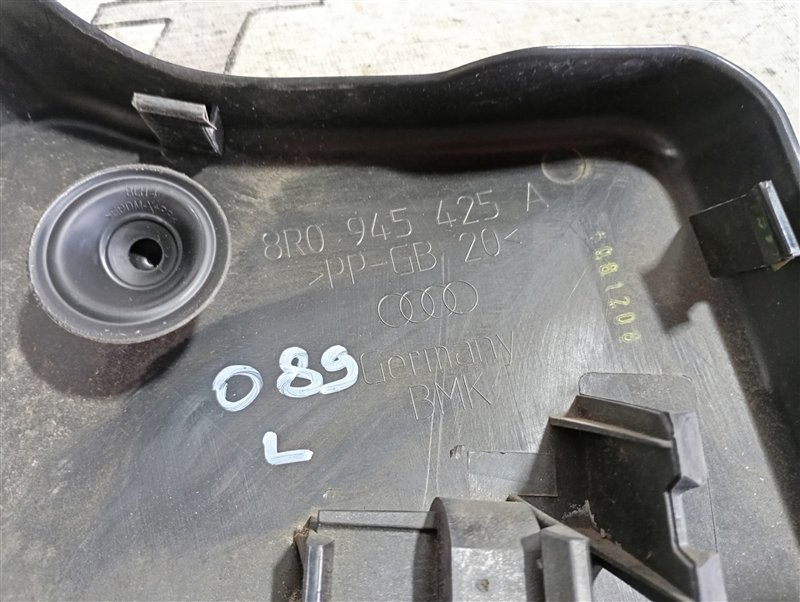 8R0 945 425 A
>PP-GB 20<
Germany
BMK
089
L